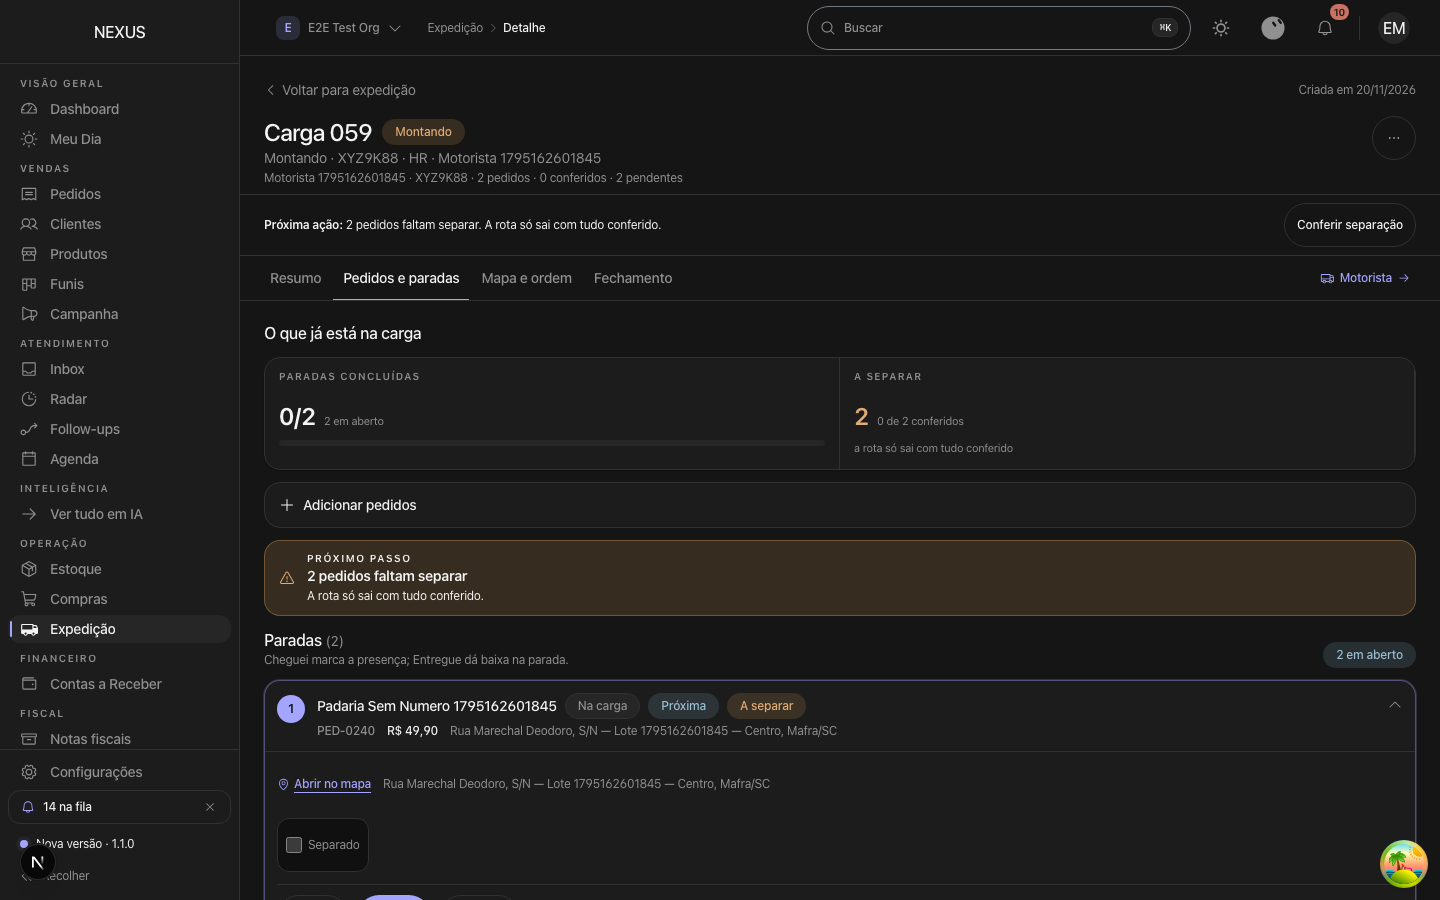 NEXUS
VISÃO GERAL
Dashboard
Meu Dia
VENDAS
Pedidos
Clientes
Produtos
Funis
Campanha
ATENDIMENTO
Inbox
Radar
Follow-ups
Agenda
INTELIGÊNCIA
Ver tudo em IA
OPERAÇÃO
Estoque
Compras
Expedição
FINANCEIRO
Contas a Receber
FISCAL
Notas fiscais
Configurações
14 na fila
Nova versão · 1.1.0
N
ecolher
E E2E Test Org Expedição Detalhe
Buscar ⌘K
10
EM
Voltar para expedição
Criada em 20/11/2026
Carga 059 Montando
Montando · XYZ9K88 · HR · Motorista 1795162601845
Motorista 1795162601845 · XYZ9K88 · 2 pedidos · 0 conferidos · 2 pendentes
Próxima ação: 2 pedidos faltam separar. A rota só sai com tudo conferido.
Conferir separação
Resumo Pedidos e paradas Mapa e ordem Fechamento
Motorista
O que já está na carga
PARADAS CONCLUÍDAS
0/2 2 em aberto
A SEPARAR
2 0 de 2 conferidos
a rota só sai com tudo conferido
Adicionar pedidos
PRÓXIMO PASSO
2 pedidos faltam separar
A rota só sai com tudo conferido.
Paradas (2)
Cheguei marca a presença; Entregue dá baixa na parada.
2 em aberto
1 Padaria Sem Numero 1795162601845 Na carga Próxima A separar
PED-0240 R$ 49,90 Rua Marechal Deodoro, S/N — Lote 1795162601845 — Centro, Mafra/SC
Abrir no mapa Rua Marechal Deodoro, S/N — Lote 1795162601845 — Centro, Mafra/SC
Separado